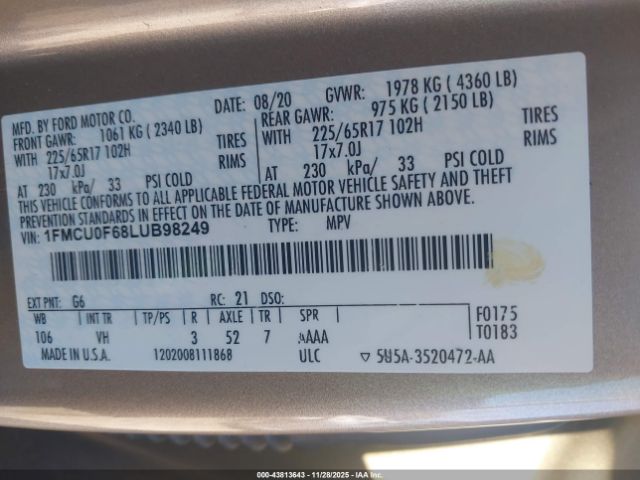 MFD. BY FORD MOTOR CO. DATE: 08/20 GVWR: 1978 KG ( 4360 LB)
FRONT GAWR: 1061 KG ( 2340 LB) REAR GAWR: 975 KG ( 2150 LB)
WITH 225/65R17 102H TIRES WITH 225/65R17 102H TIRES
17x7.0J RIMS 17x7.0J RIMS
AT 230 kPa/ 33 PSI COLD AT 230 kPa/ 33 PSI COLD
THIS VEHICLE CONFORMS TO ALL APPLICABLE FEDERAL MOTOR VEHICLE SAFETY AND THEFT
PREVENTION STANDARDS IN EFFECT ON THE DATE OF MANUFACTURE SHOWN ABOVE.
VIN: 1FMCU0F68LUB98249 TYPE: MPV
EXT PNT: G6 RC: 21 DSO:
WB INT TR TP/PS R AXLE TR SPR F0175
106 VH 3 52 7 AAAA T0183
MADE IN U.S.A. 1202008111868 ULC ▽ 5U5A-3520472-AA
000-43813643 - 11/28/2025 - IAAI, Inc.